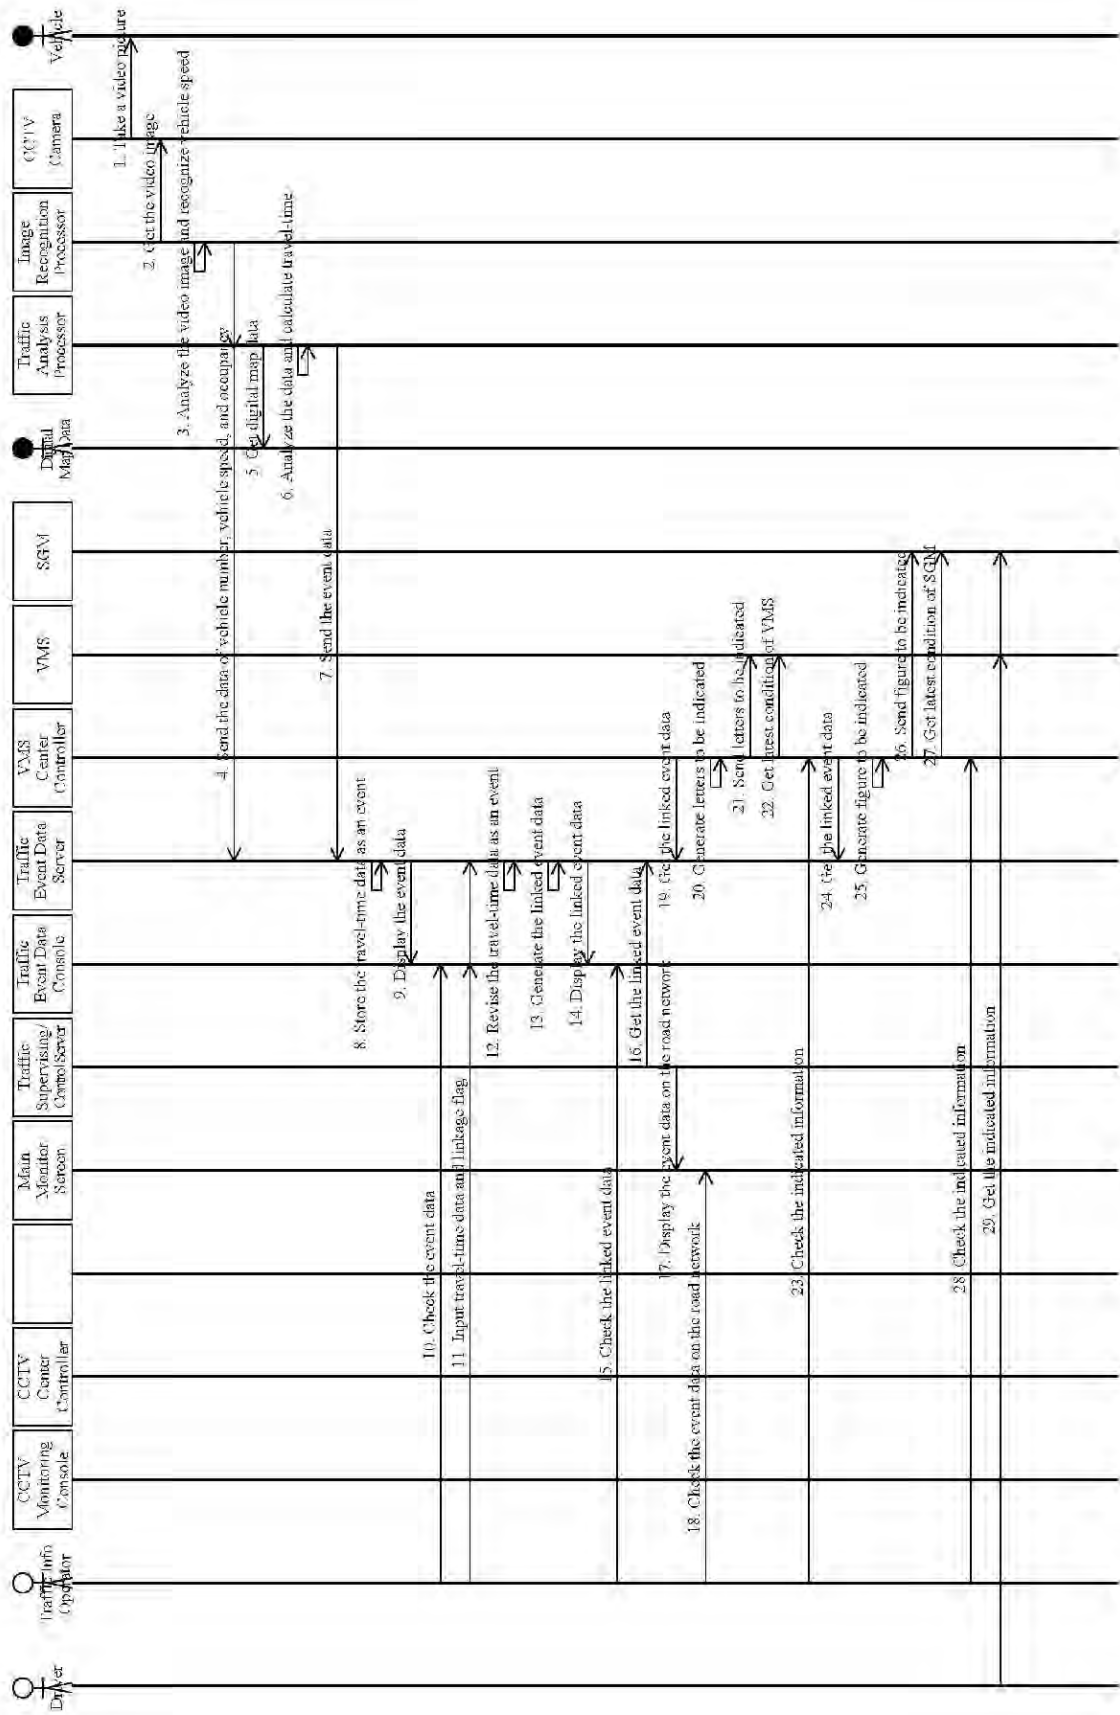 Vehicle
CCTV
Camera
Image
Recognition
Processor
Traffic
Analysis
Processor
Digital
Map Data
SGM
VMS
VMS
Center
Controller
Traffic
Event Data
Server
Traffic
Event Data
Console
Traffic
Supervising/
Control Server
Main
Monitor
Screen
CCTV
Center
Controller
CCTV
Monitoring
Console
Traffic Info
Operator
Driver
1. Take a video picture
2. Get the video image
3. Analyze the video image and recognize vehicle speed
4. Send the data of vehicle number, vehicle speed, and occupancy
5. Get digital map data
6. Analyze the data and calculate travel-time
7. Send the event data
8. Store the travel-time data as an event
9. Display the event data
10. Check the event data
11. Input travel-time data and linkage flag
12. Revise the travel-time data as an event
13. Generate the linked event data
14. Display the linked event data
15. Check the linked event data
16. Get the linked event data
17. Display the event data on the road network
18. Check the event data on the road network
19. Get the linked event data
20. Generate letters to be indicated
21. Send letters to be indicated
22. Get latest condition of VMS
23. Check the indicated information
24. Get the linked event data
25. Generate figure to be indicated
26. Send figure to be indicated
27. Get latest condition of SGM
28. Check the indicated information
29. Get the indicated information